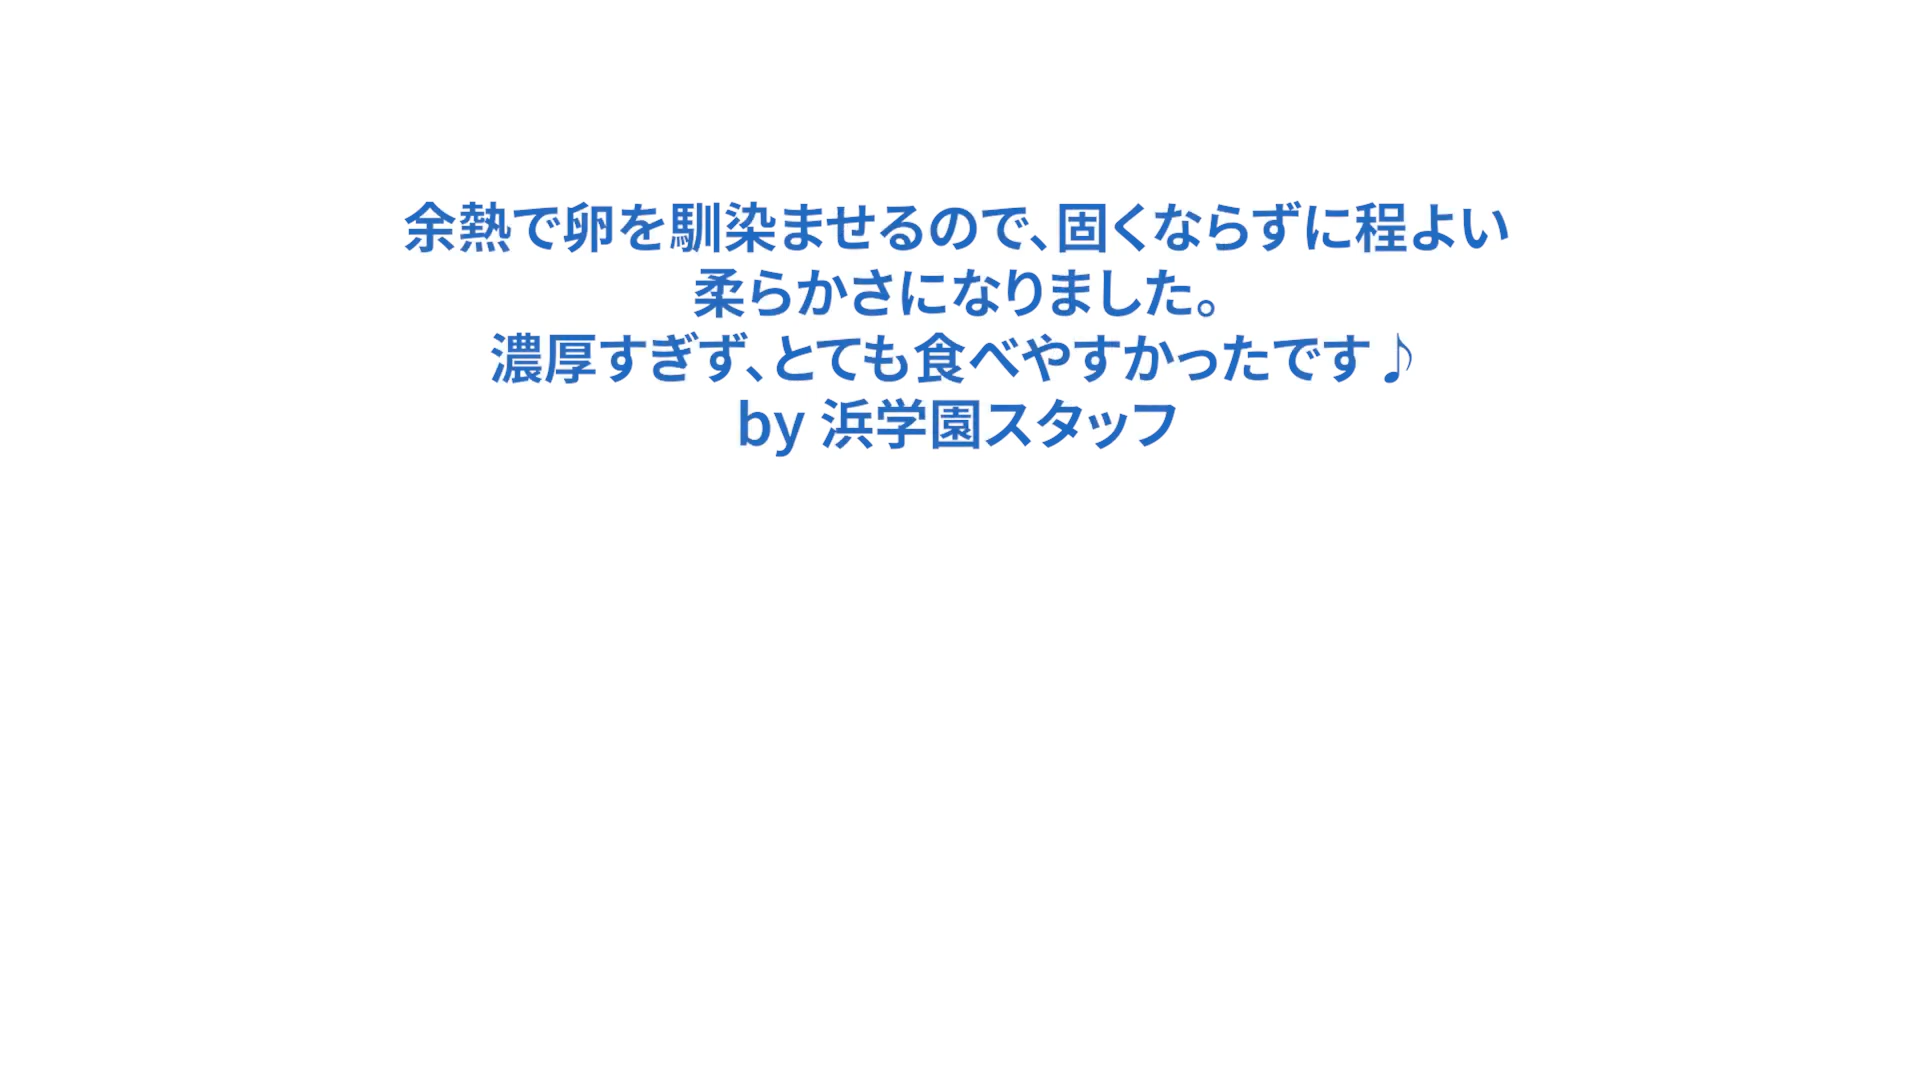 余熱で卵を馴染ませるので、固くならずに程よい
柔らかさになりました。
濃厚すぎず、とても食べやすかったです♪
by 浜学園スタッフ